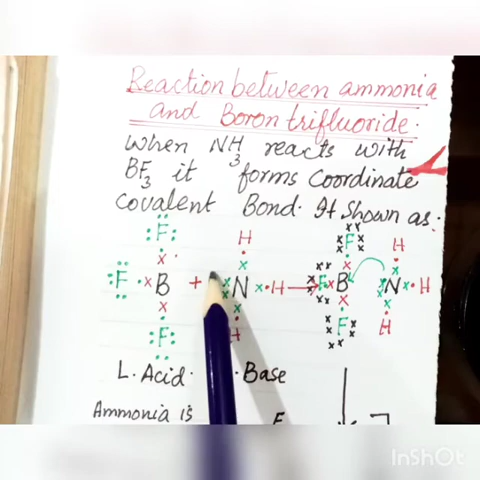 Reaction between ammonia
and Boron trifluoride.
When NH3 reacts with
BF3 it forms Coordinate
Covalent Bond. It Shown as:
F H F H
F B + N H F B N H
F H F H
L. Acid . Base
Ammonia is F
InShOt